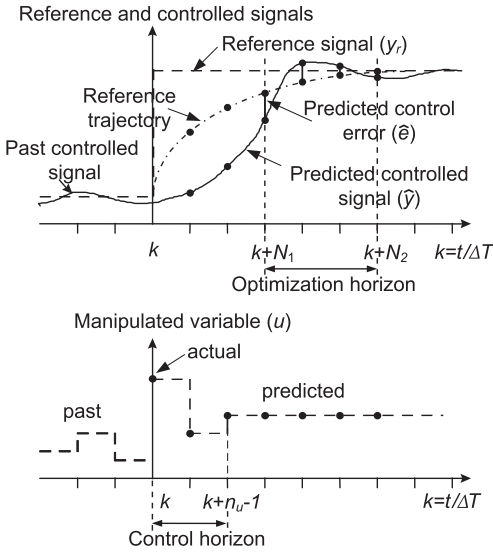 Reference and controlled signals
Reference signal (yr)
Reference
trajectory
Predicted control
error (ê)
Past controlled
signal
Predicted controlled
signal (ŷ)
k
k+N1
k+N2
k=t/ΔT
Optimization horizon
Manipulated variable (u)
actual
past
predicted
k
k+nu-1
k=t/ΔT
Control horizon